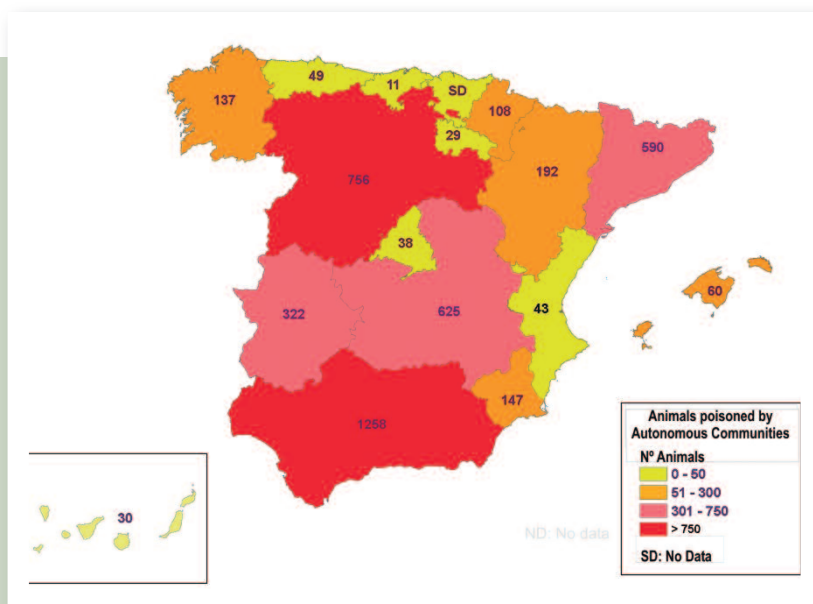 49
11
SD
137
108
29
590
756
192
38
60
322
625
43
147
1258
30
Animals poisoned by
Autonomous Communities
Nº Animals
0 - 50
51 - 300
301 - 750
> 750
ND: No data
SD: No Data